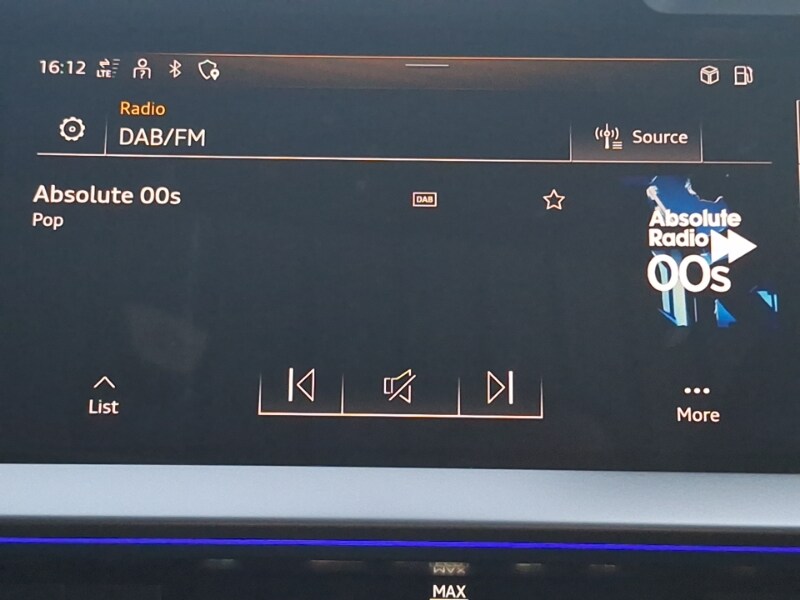 16:12 LTE
Radio
DAB/FM
Source
Absolute 00s
DAB
Pop
Absolute
Radio
00s
List
More
MAX